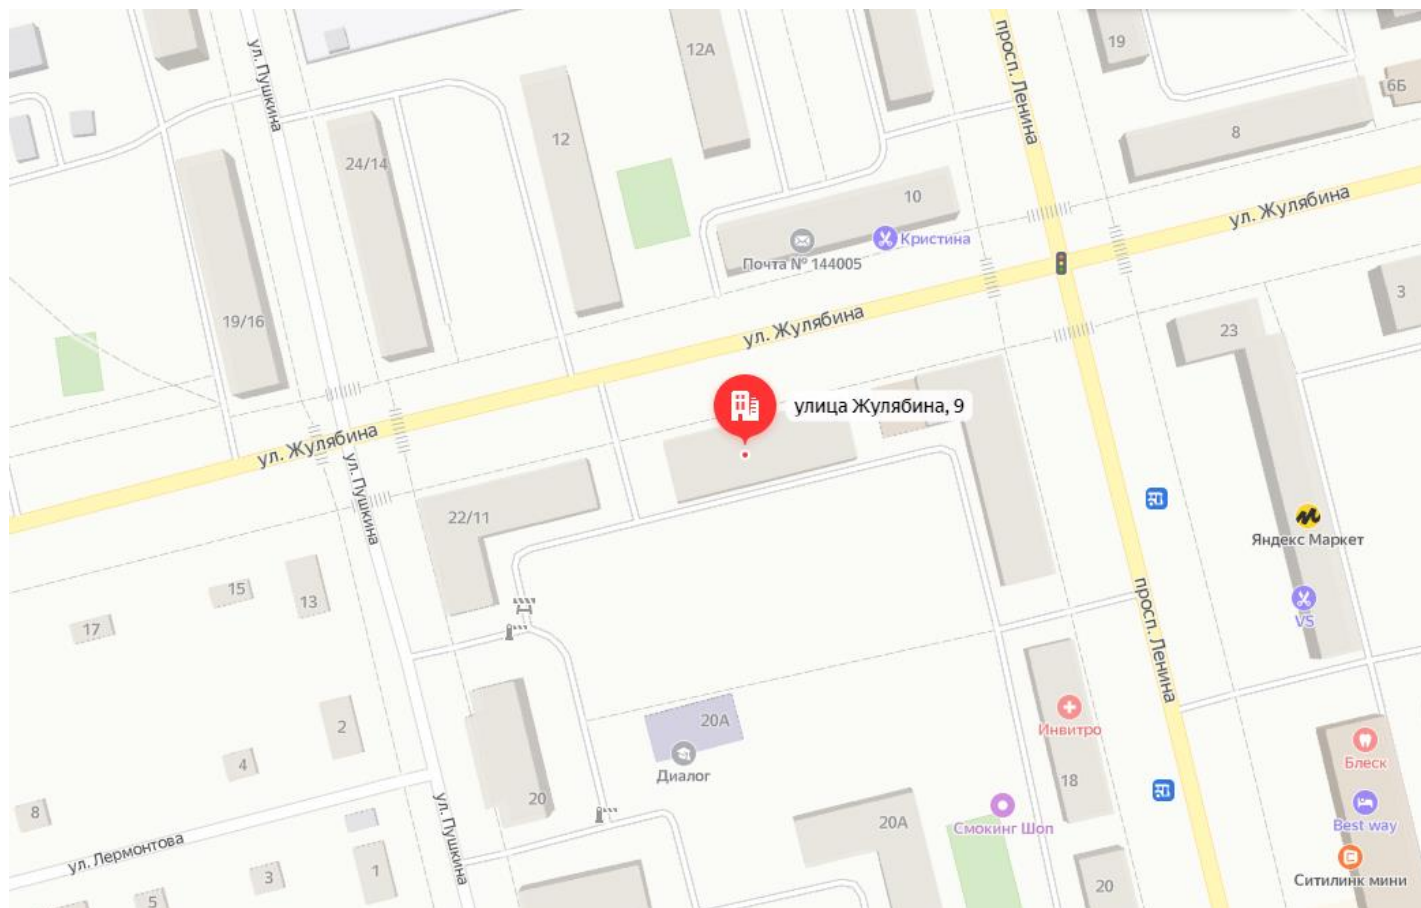 ул. Пушкина
12А
просп. Ленина
19
6Б
8
12
24/14
10
ул. Жулябина
Кристина
Почта № 144005
3
19/16
ул. Жулябина
23
улица Жулябина, 9
ул. Жулябина
ул. Пушкина
22/11
Яндекс Маркет
15
13
VS
17
просп. Ленина
20А
2
Инвитро
4
Диалог
Блеск
18
20
8
ул. Пушкина
20А
Смокинг Шоп
Best way
ул. Лермонтова
3
1
20
Ситилинк мини
5